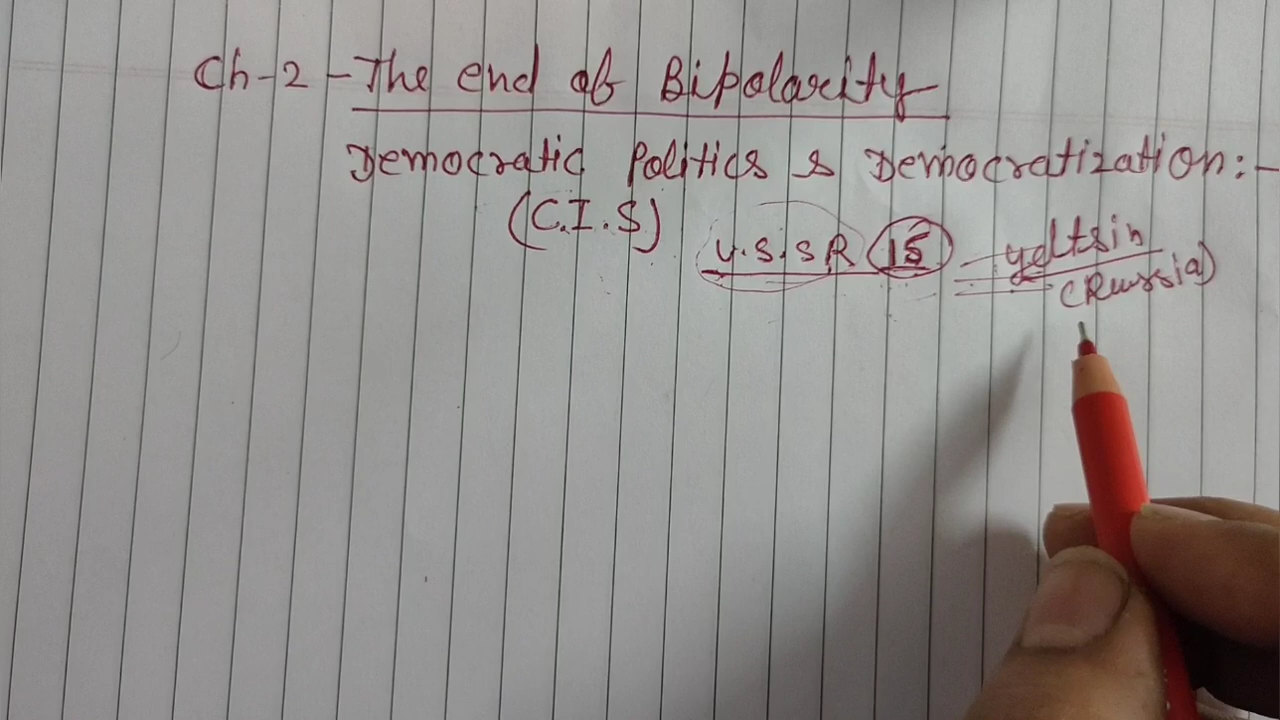 Ch-2 - The end of Bipolarity
Democratic Politics & Democratization:-
(C.I.S)
U.S.S.R (15) - yeltsin
(Russia)